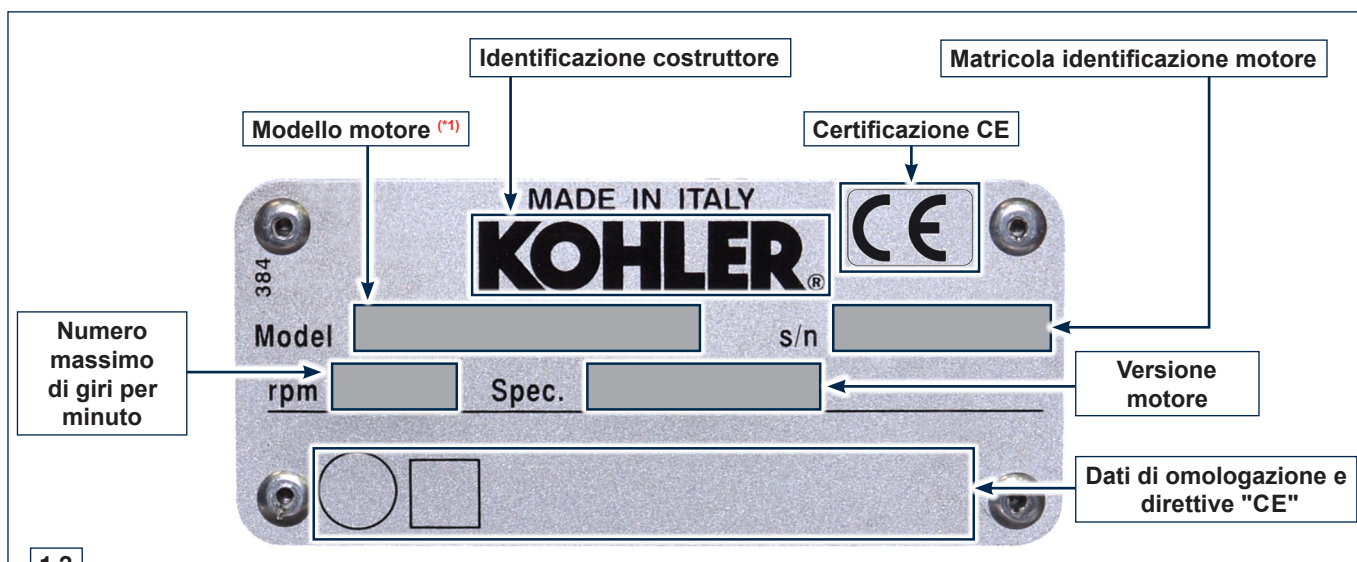 Identificazione costruttore
Matricola identificazione motore
Modello motore (*1)
Certificazione CE
MADE IN ITALY
KOHLER®
CE
384
Model
s/n
Numero
massimo
di giri per
minuto
rpm
Spec.
Versione
motore
Dati di omologazione e
direttive "CE"